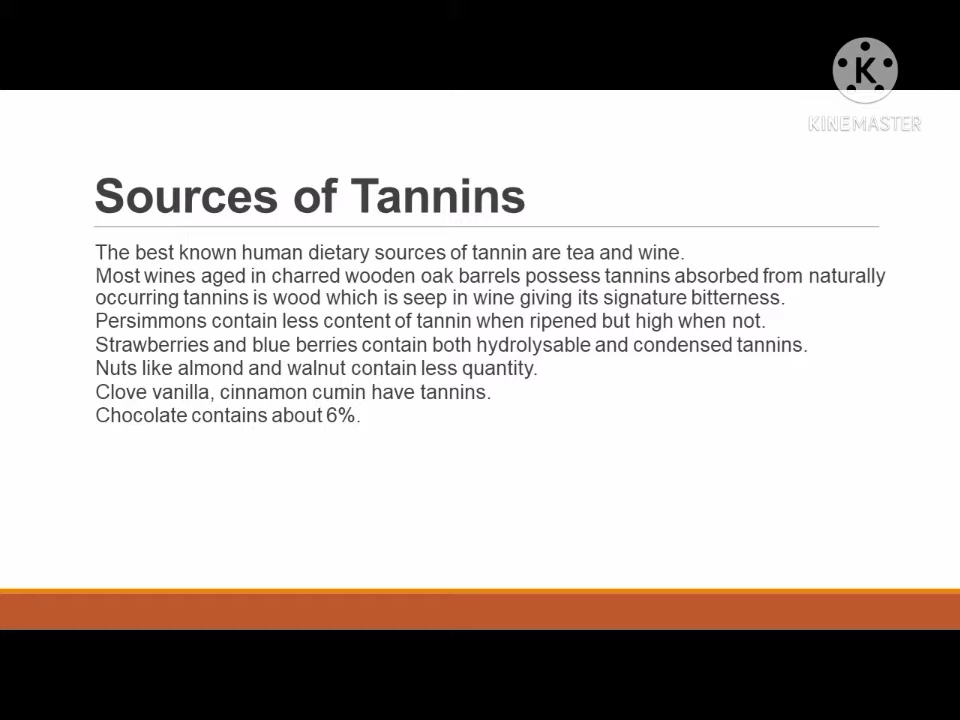 K
KINEMASTER
Sources of Tannins
The best known human dietary sources of tannin are tea and wine.
Most wines aged in charred wooden oak barrels possess tannins absorbed from naturally
occurring tannins is wood which is seep in wine giving its signature bitterness.
Persimmons contain less content of tannin when ripened but high when not.
Strawberries and blue berries contain both hydrolysable and condensed tannins.
Nuts like almond and walnut contain less quantity.
Clove vanilla, cinnamon cumin have tannins.
Chocolate contains about 6%.